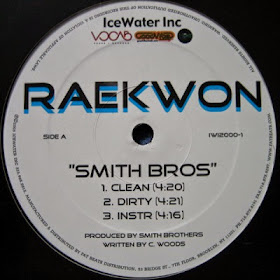 IceWater Inc
VOCAB
RAEKWON
SIDE A
IWI2000-1
"SMITH BROS"
1. CLEAN (4:20)
2. DIRTY (4:21)
3. INSTR (4:16)
PRODUCED BY SMITH BROTHERS
WRITTEN BY C. WOODS